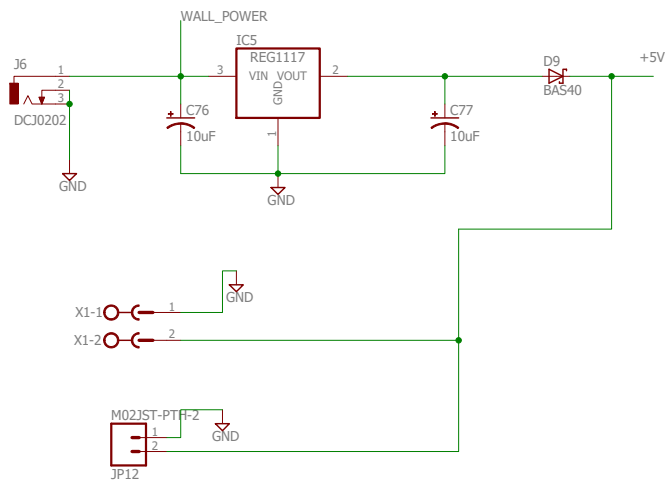 WALL_POWER
J6
1
2
3
DCJ0202
GND
C76
10uF
IC5
REG1117
3
VIN VOUT
2
GND
1
GND
C77
10uF
D9
BAS40
+5V
X1-1
1
GND
X1-2
2
M02JST-PTH-2
1
2
GND
JP12